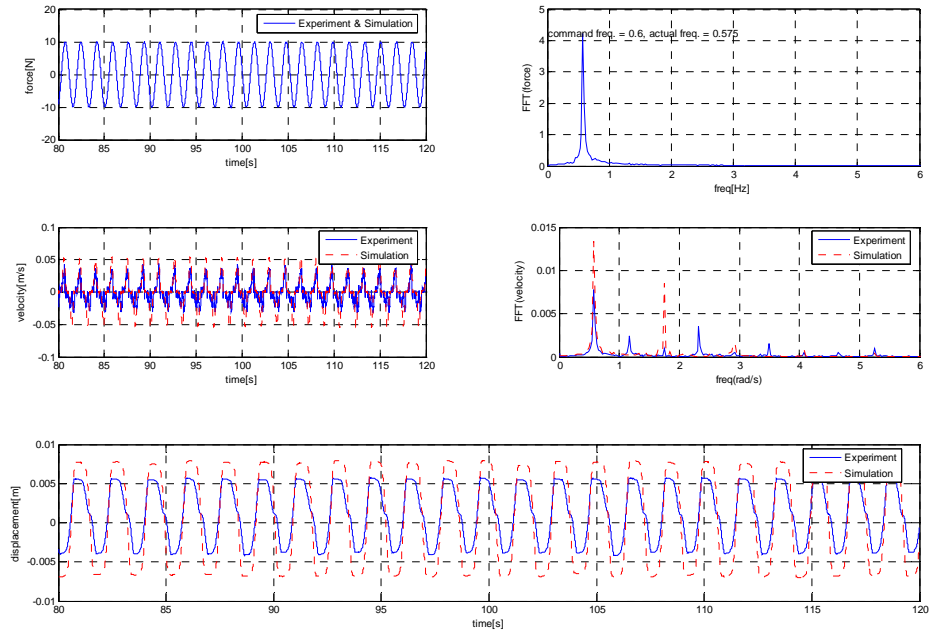 Experiment & Simulation
20
10
0
-10
-20
force[N]
80 85 90 95 100 105 110 115 120
time[s]
command freq. = 0.6, actual freq. = 0.575
5
4
3
2
1
0
FFT(force)
0 1 2 3 4 5 6
freq[Hz]
Experiment
Simulation
0.1
0.05
0
-0.05
-0.1
velocity[m/s]
80 85 90 95 100 105 110 115 120
time[s]
Experiment
Simulation
0.015
0.01
0.005
0
FFT(velocity)
0 1 2 3 4 5 6
freq(rad/s)
Experiment
Simulation
0.01
0.005
0
-0.005
-0.01
displacement[m]
80 85 90 95 100 105 110 115 120
time[s]